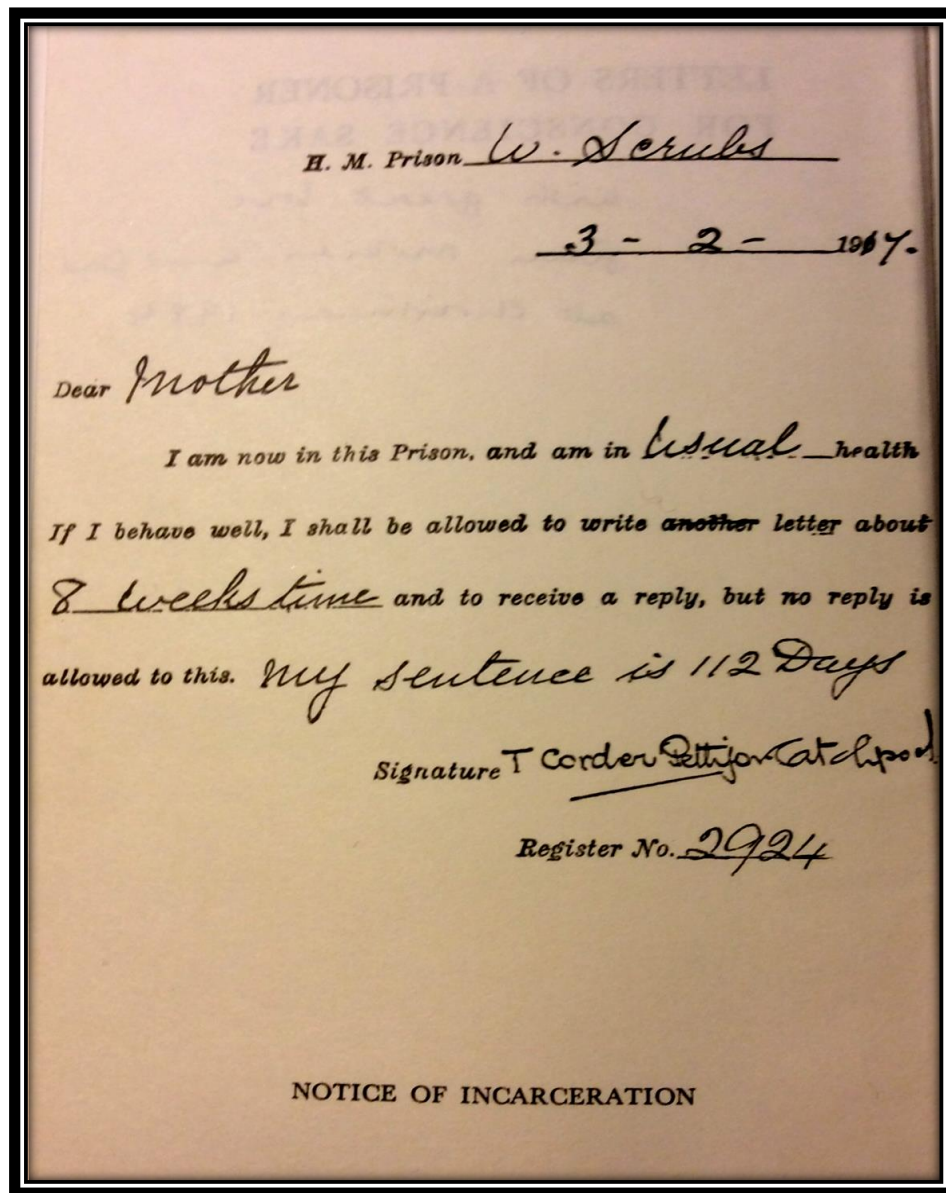 H. M. Prison W. Scrubs
3 - 2 - 1917.
Dear Mother
I am now in this Prison, and am in Usual health
If I behave well, I shall be allowed to write another letter about
8 weeks time and to receive a reply, but no reply is
allowed to this. My sentence is 112 Days
Signature T Corder Pettifor Catchpool
Register No. 2924
NOTICE OF INCARCERATION